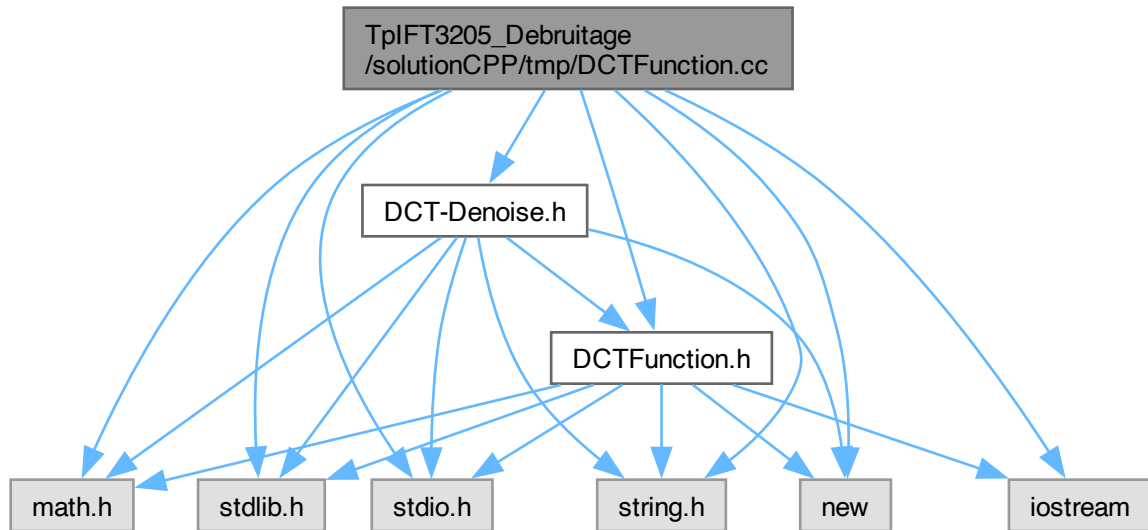 TpIFT3205_Debruitage
/solutionCPP/tmp/DCTFunction.cc
DCT-Denoise.h
DCTFunction.h
math.h
stdlib.h
stdio.h
string.h
new
iostream